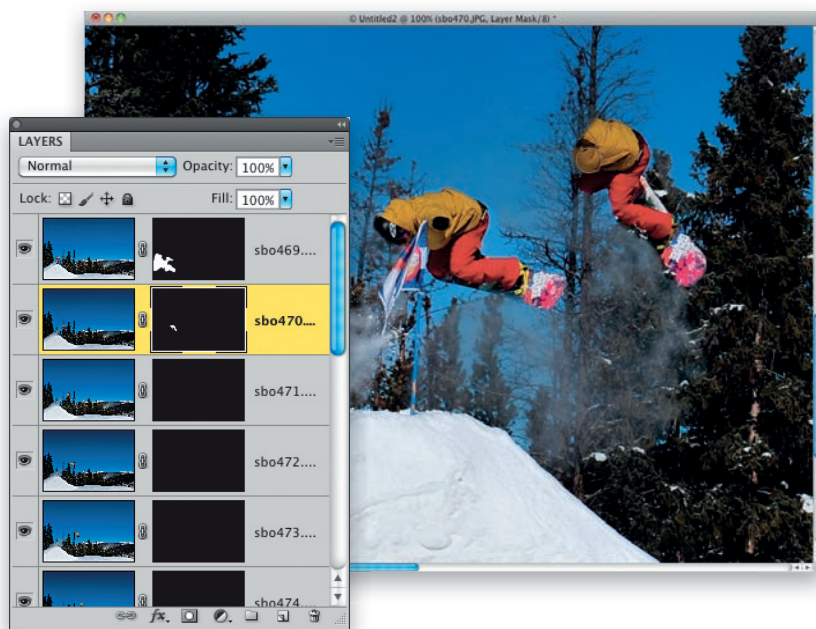 © Untitled2 @ 100% (sbo470.JPG, Layer Mask/8) *
LAYERS
Normal Opacity: 100%
Lock: Fill: 100%
sbo469....
sbo470....
sbo471....
sbo472....
sbo473....
sbo474....
fx.